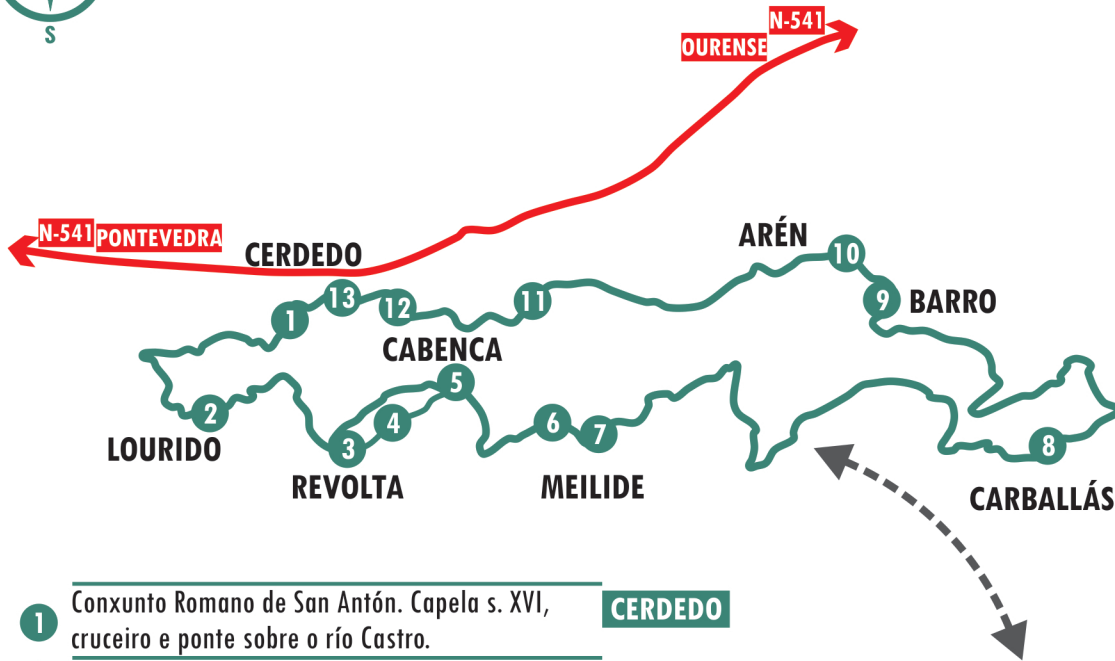 S
N-541
OURENSE
N-541 PONTEVEDRA
CERDEDO
ARÉN
10
13
12
11
9 BARRO
1
CABENCA
5
2
6
4
7
3
8
LOURIDO
REVOLTA
MEILIDE
CARBALLÁS
1 Conxunto Romano de San Antón. Capela s. XVI,
cruceiro e ponte sobre o río Castro.
CERDEDO